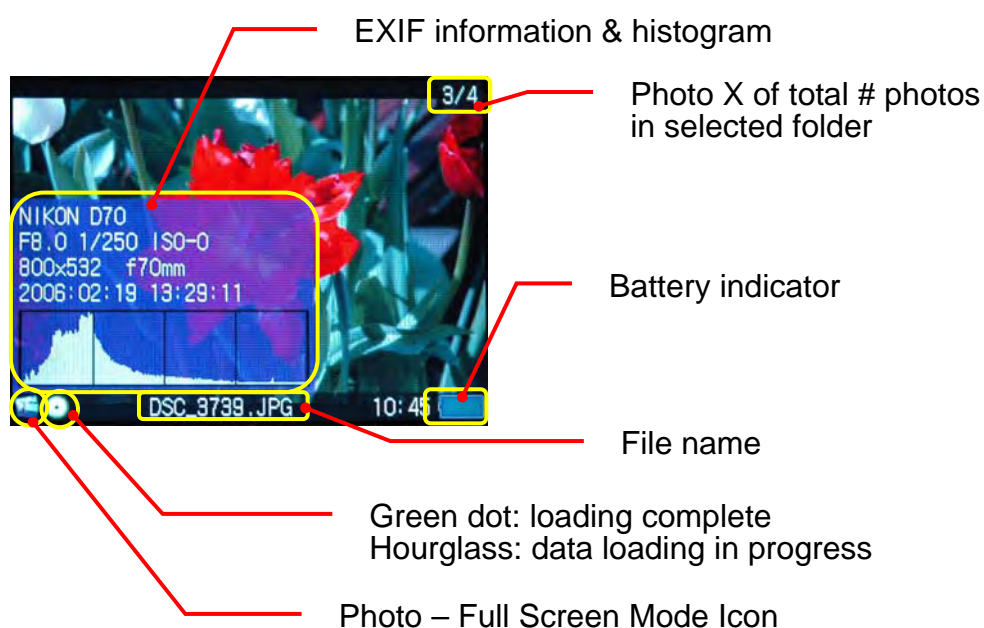 EXIF information & histogram
3/4
Photo X of total # photos
in selected folder
NIKON D70
F8.0 1/250 ISO-0
800x532 f70mm
2006:02:19 13:29:11
Battery indicator
DSC_3739.JPG
10:45
File name
Green dot: loading complete
Hourglass: data loading in progress
Photo – Full Screen Mode Icon